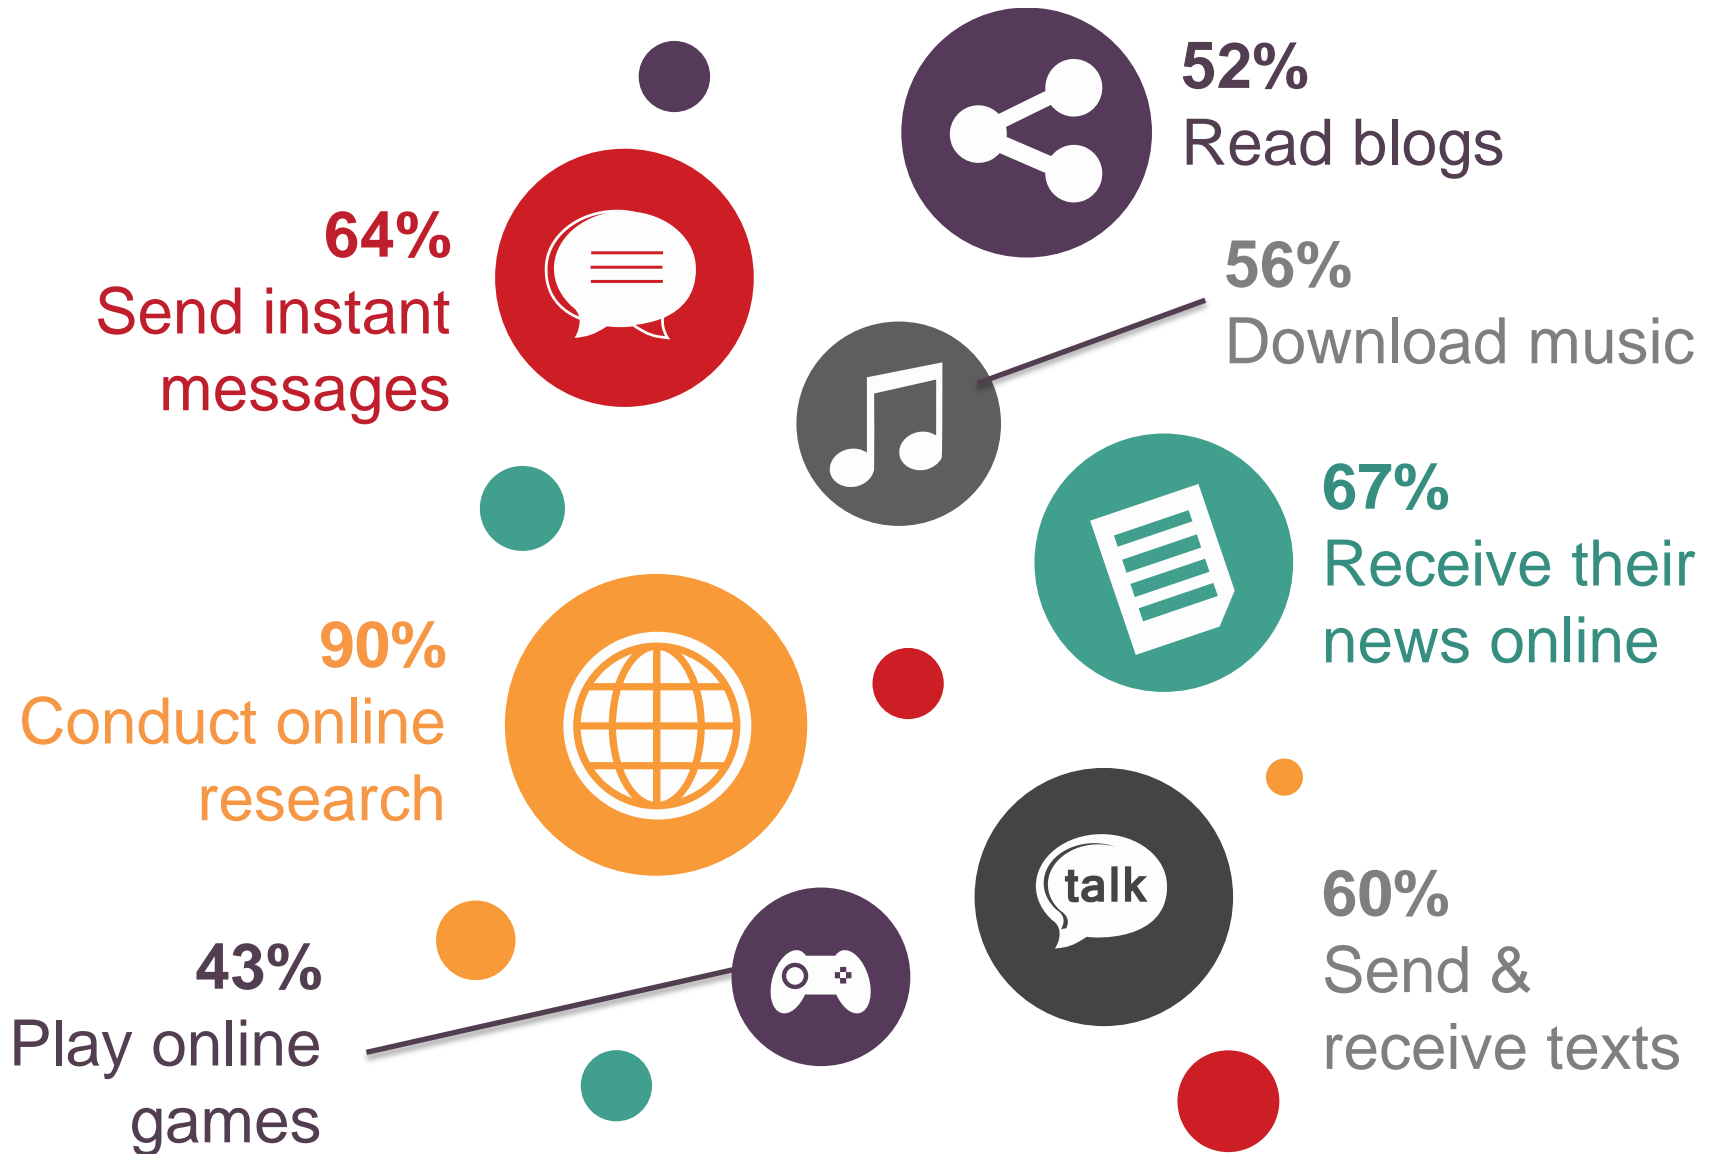 52%
Read blogs
64%
Send instant
messages
56%
Download music
67%
Receive their
news online
90%
Conduct online
research
talk
60%
Send &
receive texts
43%
Play online
games